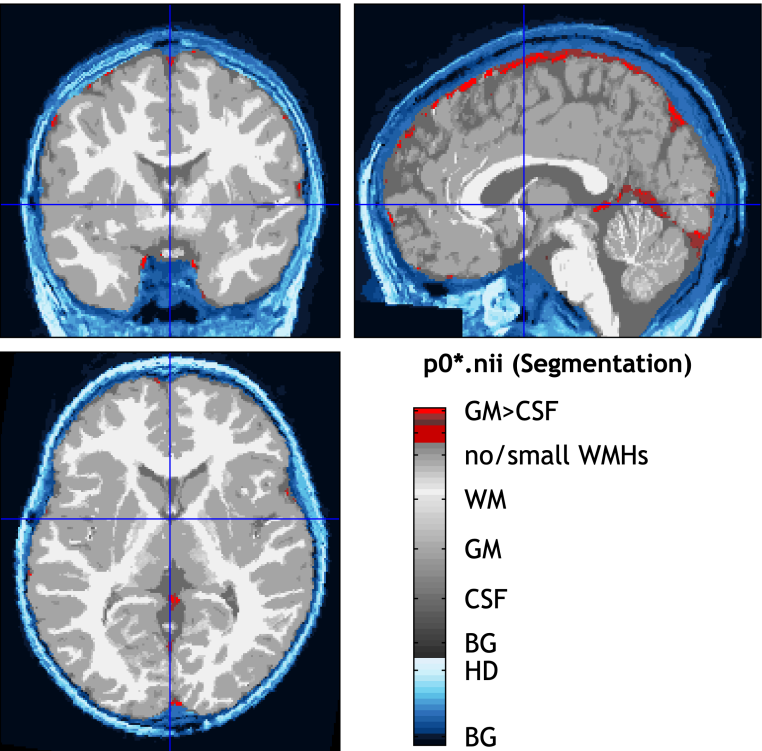 p0*.nii (Segmentation)
GM>CSF
no/small WMHs
WM
GM
CSF
BG
HD
BG